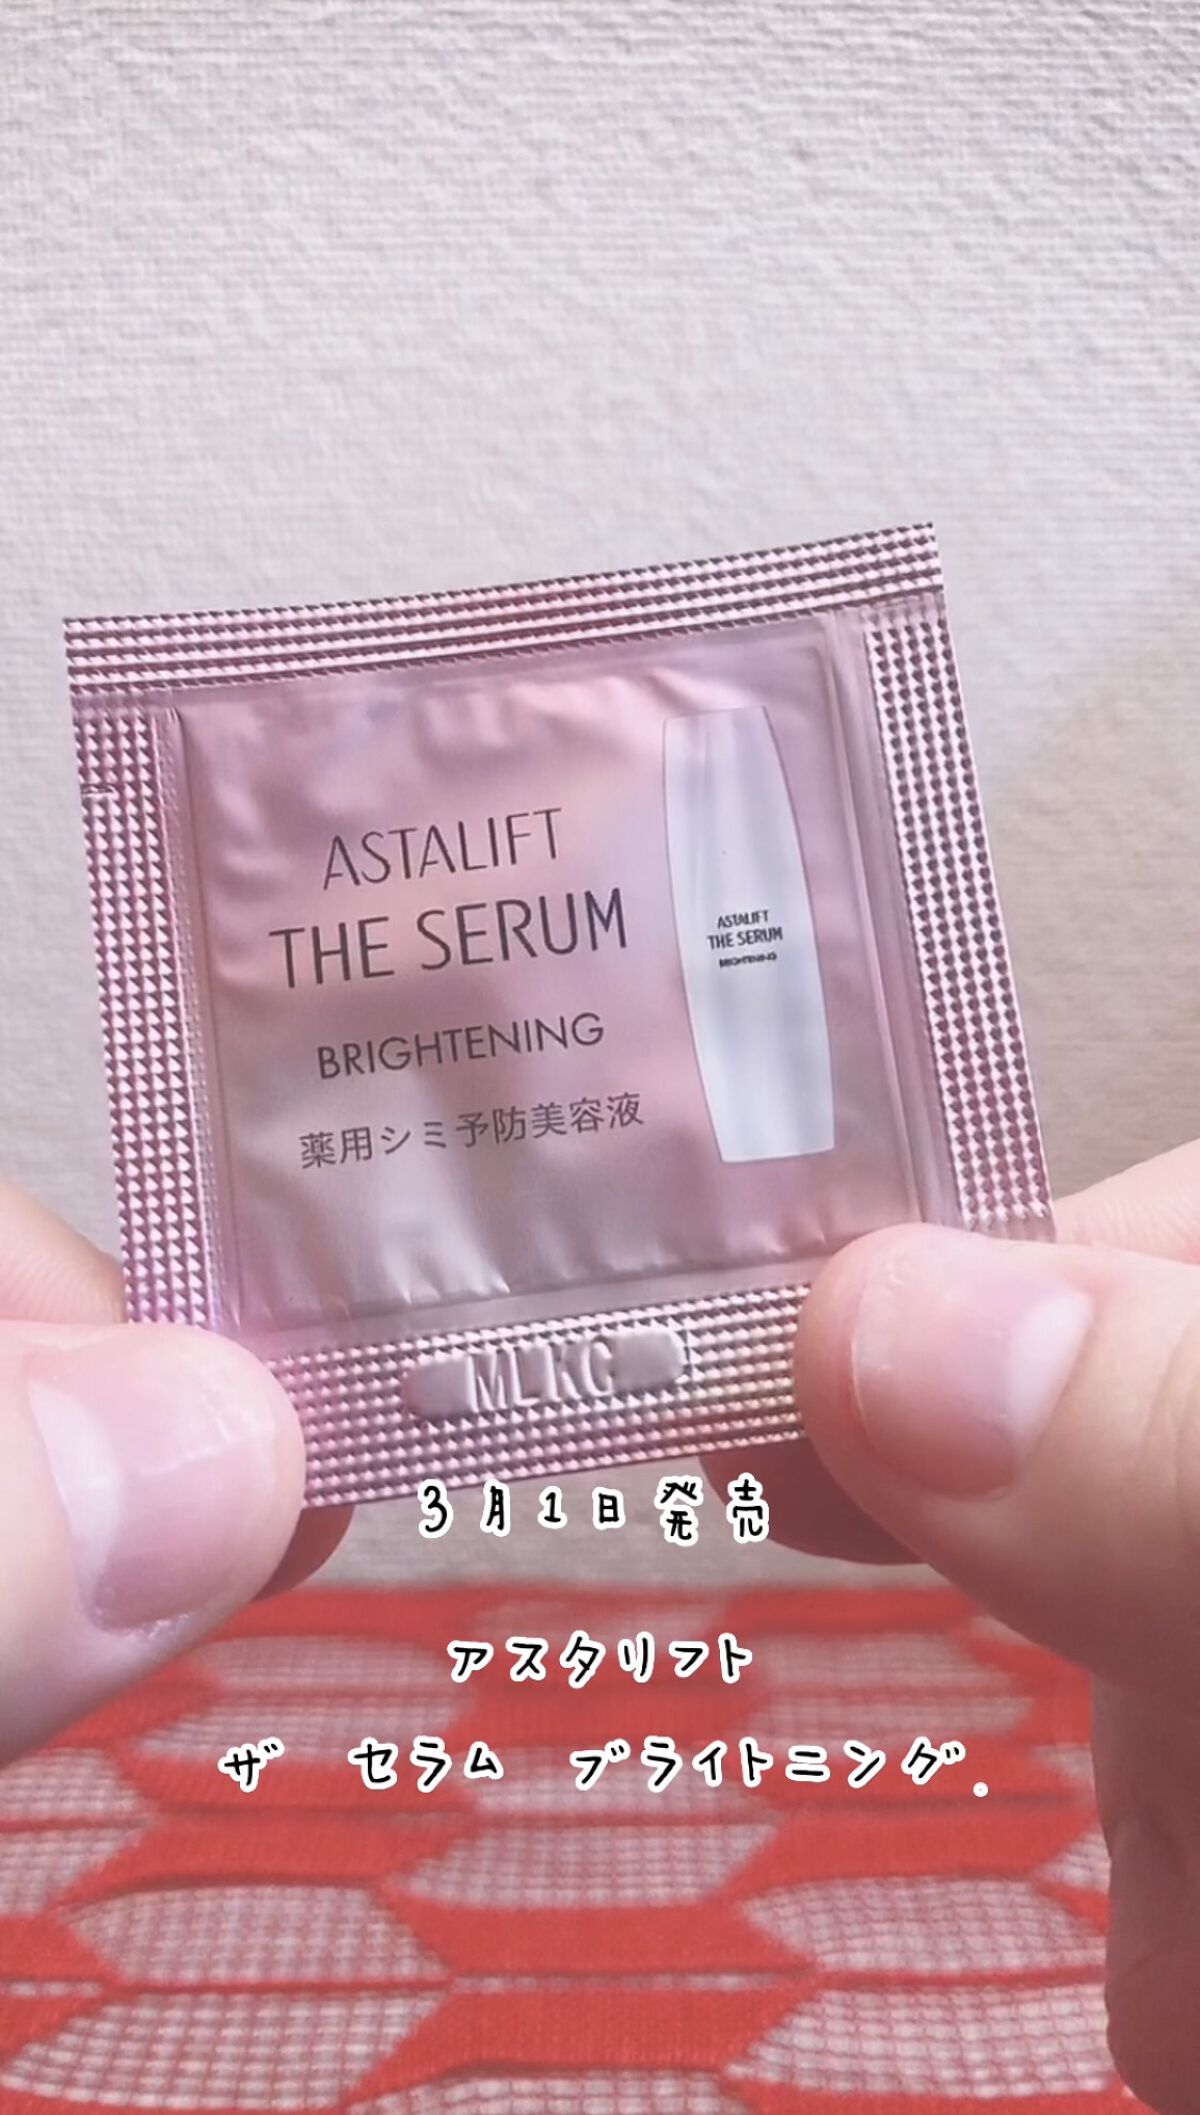 ASTALIFT
THE SERUM
BRIGHTENING
薬用シミ予防美容液
ASTALIFT
THE SERUM
BRIGHTENING
MLKC
3月1日発売
アスタリフト
ザ セラム ブライトニング.